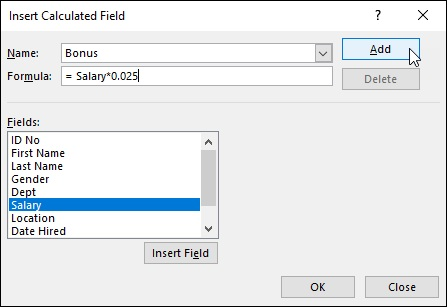 Insert Calculated Field
Name: Bonus Add
Formula: = Salary*0.025 Delete
Fields:
ID No
First Name
Last Name
Gender
Dept
Salary
Location
Date Hired
Insert Field
OK Close